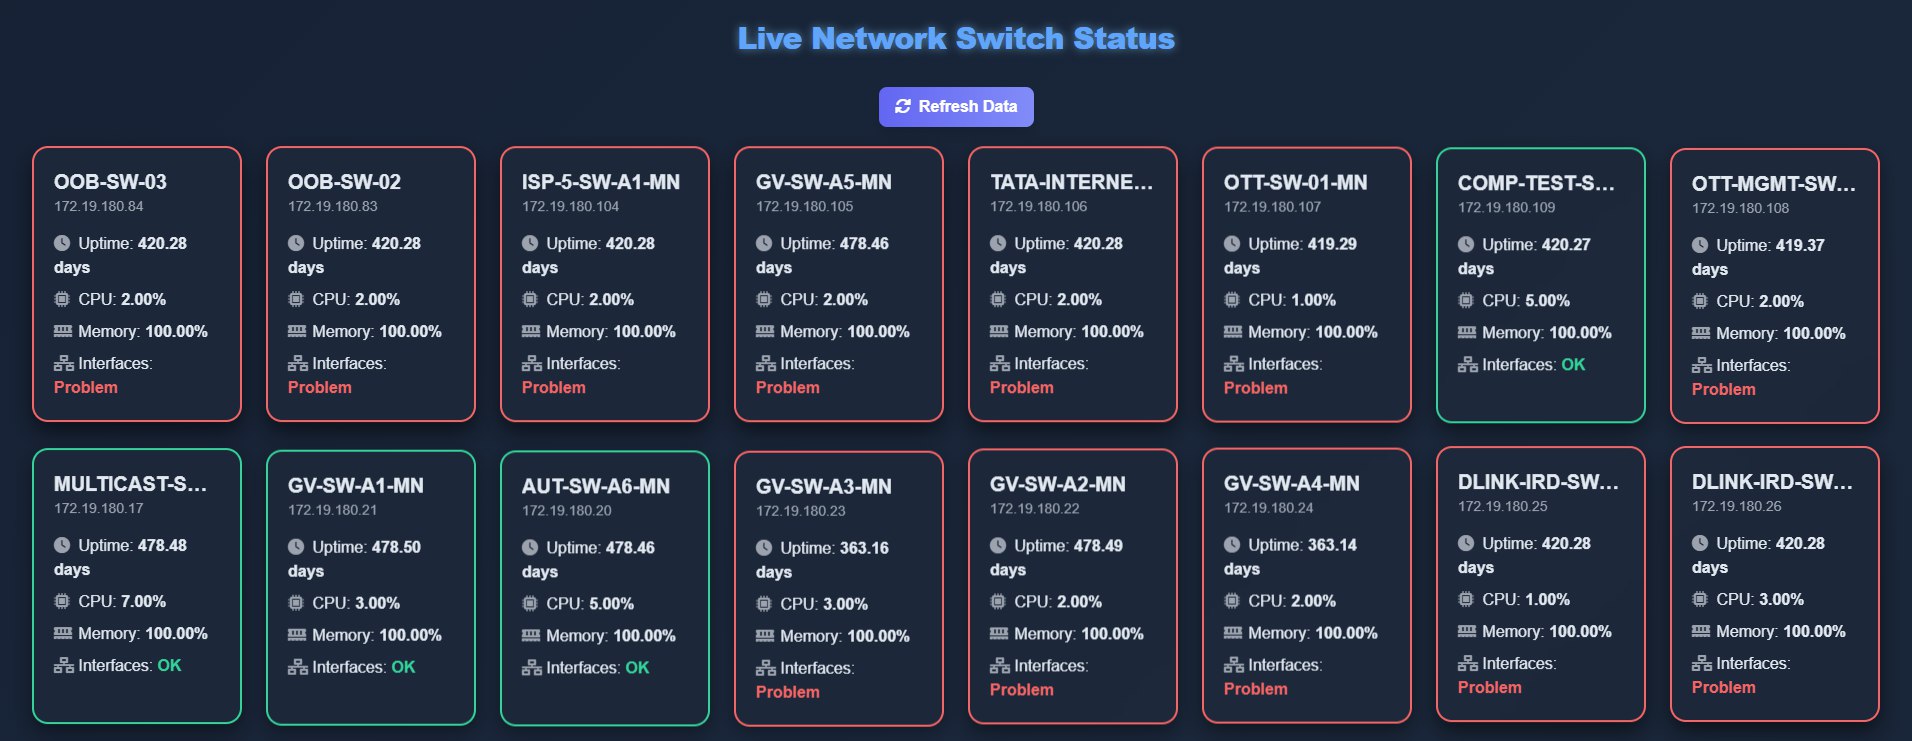 Live Network Switch Status
Refresh Data
OOB-SW-03
172.19.180.84
Uptime: 420.28
days
CPU: 2.00%
Memory: 100.00%
Interfaces:
Problem
OOB-SW-02
172.19.180.83
Uptime: 420.28
days
CPU: 2.00%
Memory: 100.00%
Interfaces:
Problem
ISP-5-SW-A1-MN
172.19.180.104
Uptime: 420.28
days
CPU: 2.00%
Memory: 100.00%
Interfaces:
Problem
GV-SW-A5-MN
172.19.180.105
Uptime: 478.46
days
CPU: 2.00%
Memory: 100.00%
Interfaces:
Problem
TATA-INTERNE...
172.19.180.106
Uptime: 420.28
days
CPU: 2.00%
Memory: 100.00%
Interfaces:
Problem
OTT-SW-01-MN
172.19.180.107
Uptime: 419.29
days
CPU: 1.00%
Memory: 100.00%
Interfaces:
Problem
COMP-TEST-S...
172.19.180.109
Uptime: 420.27
days
CPU: 5.00%
Memory: 100.00%
Interfaces: OK
OTT-MGMT-SW...
172.19.180.108
Uptime: 419.37
days
CPU: 2.00%
Memory: 100.00%
Interfaces:
Problem
MULTICAST-S...
172.19.180.17
Uptime: 478.48
days
CPU: 7.00%
Memory: 100.00%
Interfaces: OK
GV-SW-A1-MN
172.19.180.21
Uptime: 478.50
days
CPU: 3.00%
Memory: 100.00%
Interfaces: OK
AUT-SW-A6-MN
172.19.180.20
Uptime: 478.46
days
CPU: 5.00%
Memory: 100.00%
Interfaces: OK
GV-SW-A3-MN
172.19.180.23
Uptime: 363.16
days
CPU: 3.00%
Memory: 100.00%
Interfaces:
Problem
GV-SW-A2-MN
172.19.180.22
Uptime: 478.49
days
CPU: 2.00%
Memory: 100.00%
Interfaces:
Problem
GV-SW-A4-MN
172.19.180.24
Uptime: 363.14
days
CPU: 2.00%
Memory: 100.00%
Interfaces:
Problem
DLINK-IRD-SW...
172.19.180.25
Uptime: 420.28
days
CPU: 1.00%
Memory: 100.00%
Interfaces:
Problem
DLINK-IRD-SW...
172.19.180.26
Uptime: 420.28
days
CPU: 3.00%
Memory: 100.00%
Interfaces:
Problem